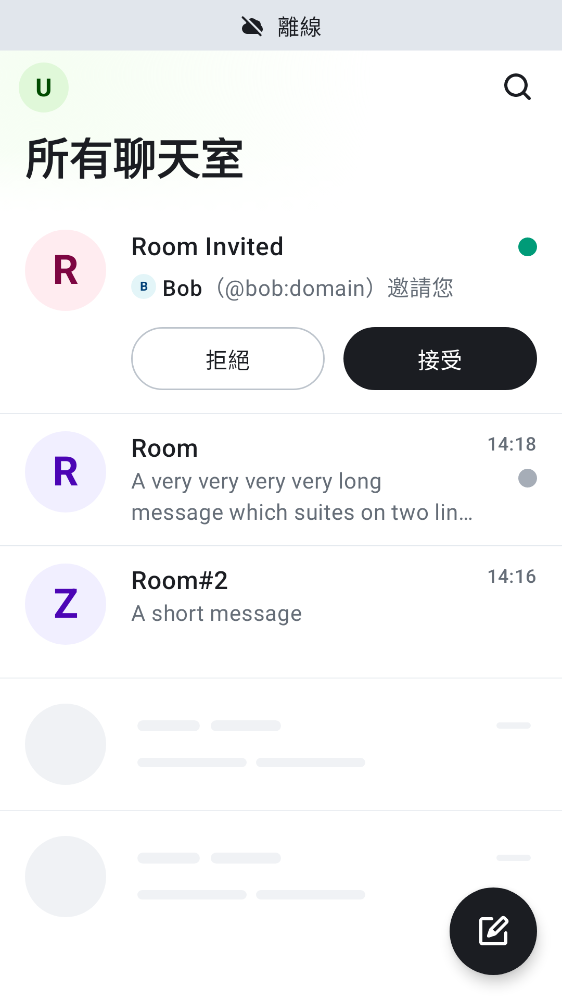 離線
U
所有聊天室
R
Room Invited
B Bob（@bob:domain）邀請您
拒絕
接受
R
Room
14:18
A very very very very long
message which suites on two lin…
Z
Room#2
14:16
A short message